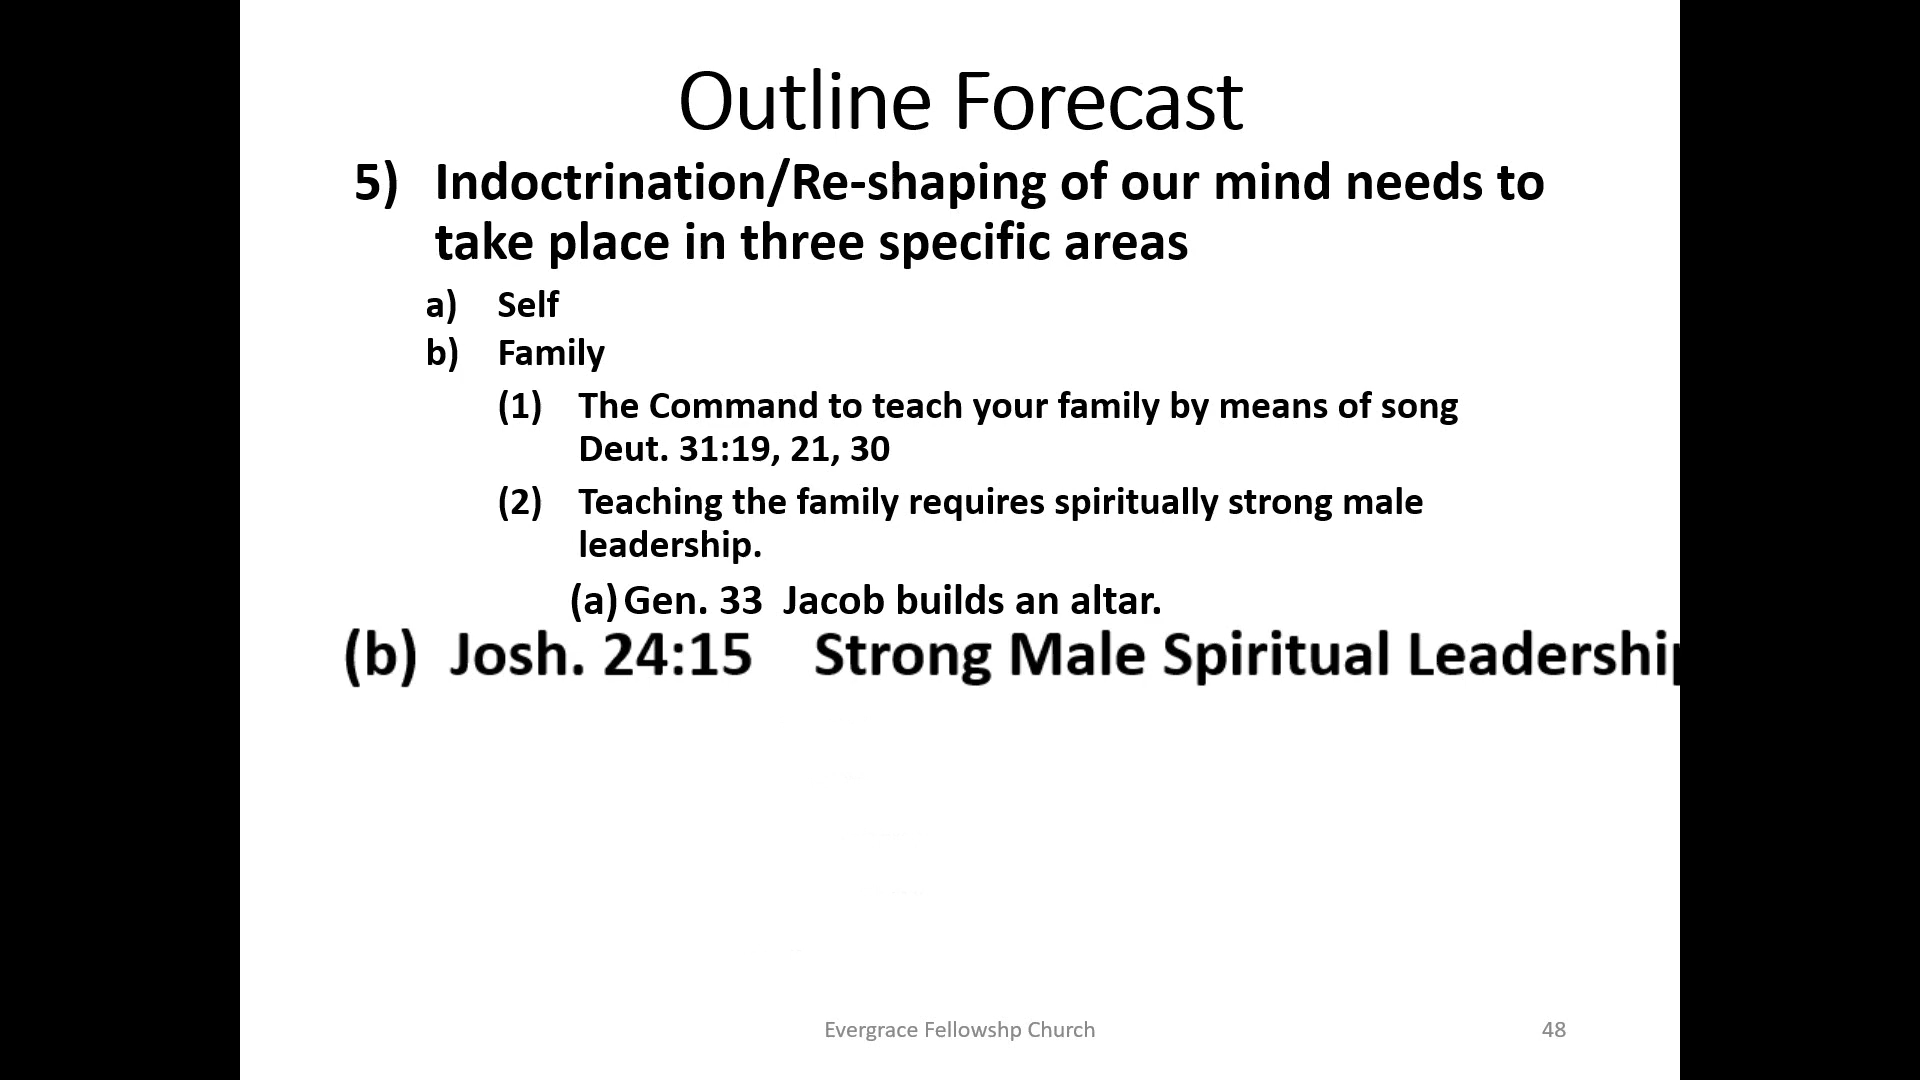 Outline Forecast
5) Indoctrination/Re-shaping of our mind needs to
take place in three specific areas
a) Self
b) Family
(1) The Command to teach your family by means of song
Deut. 31:19, 21, 30
(2) Teaching the family requires spiritually strong male
leadership.
(a) Gen. 33 Jacob builds an altar.
(b) Josh. 24:15 Strong Male Spiritual Leadership
Evergrace Fellowshp Church
48